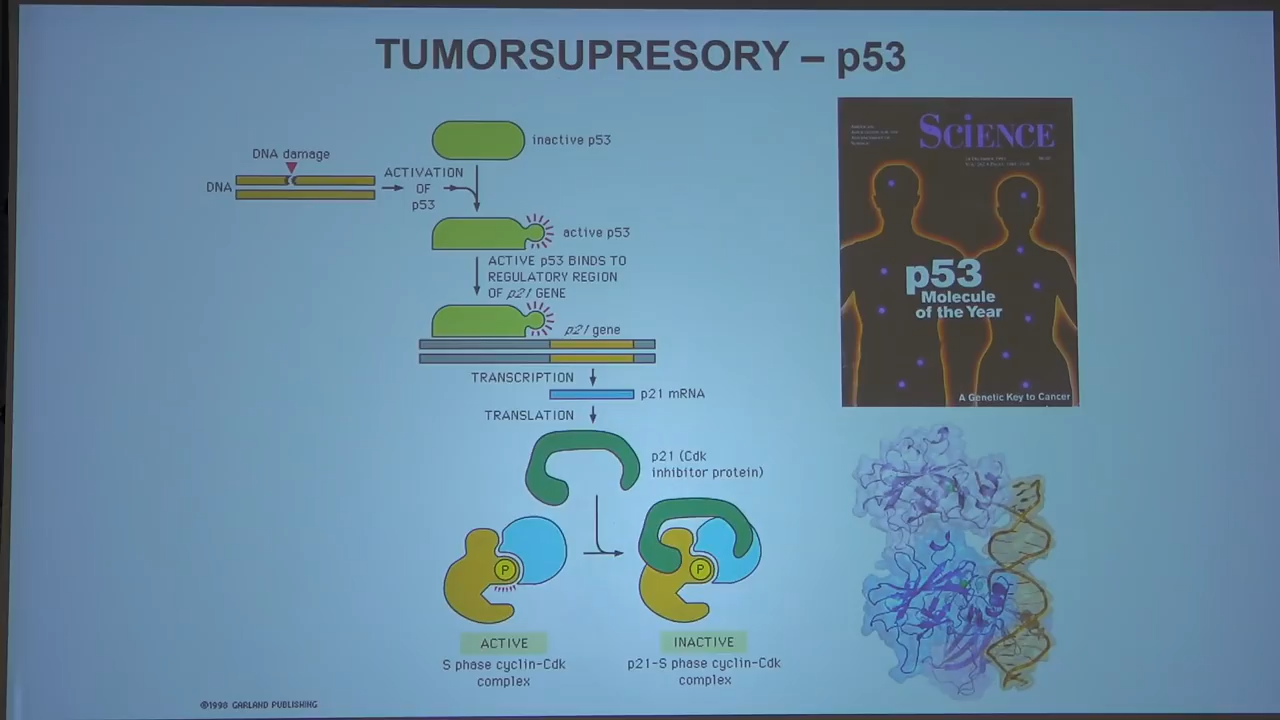 TUMORSUPRESORY – p53
inactive p53
DNA damage
DNA
ACTIVATION
OF
p53
active p53
ACTIVE p53 BINDS TO
REGULATORY REGION
OF p21 GENE
p21 gene
TRANSCRIPTION
p21 mRNA
TRANSLATION
p21 (Cdk
inhibitor protein)
P
P
ACTIVE
S phase cyclin-Cdk
complex
INACTIVE
p21-S phase cyclin-Cdk
complex
©1998 GARLAND PUBLISHING
SCIENCE
p53
Molecule
of the Year
A Genetic Key to Cancer